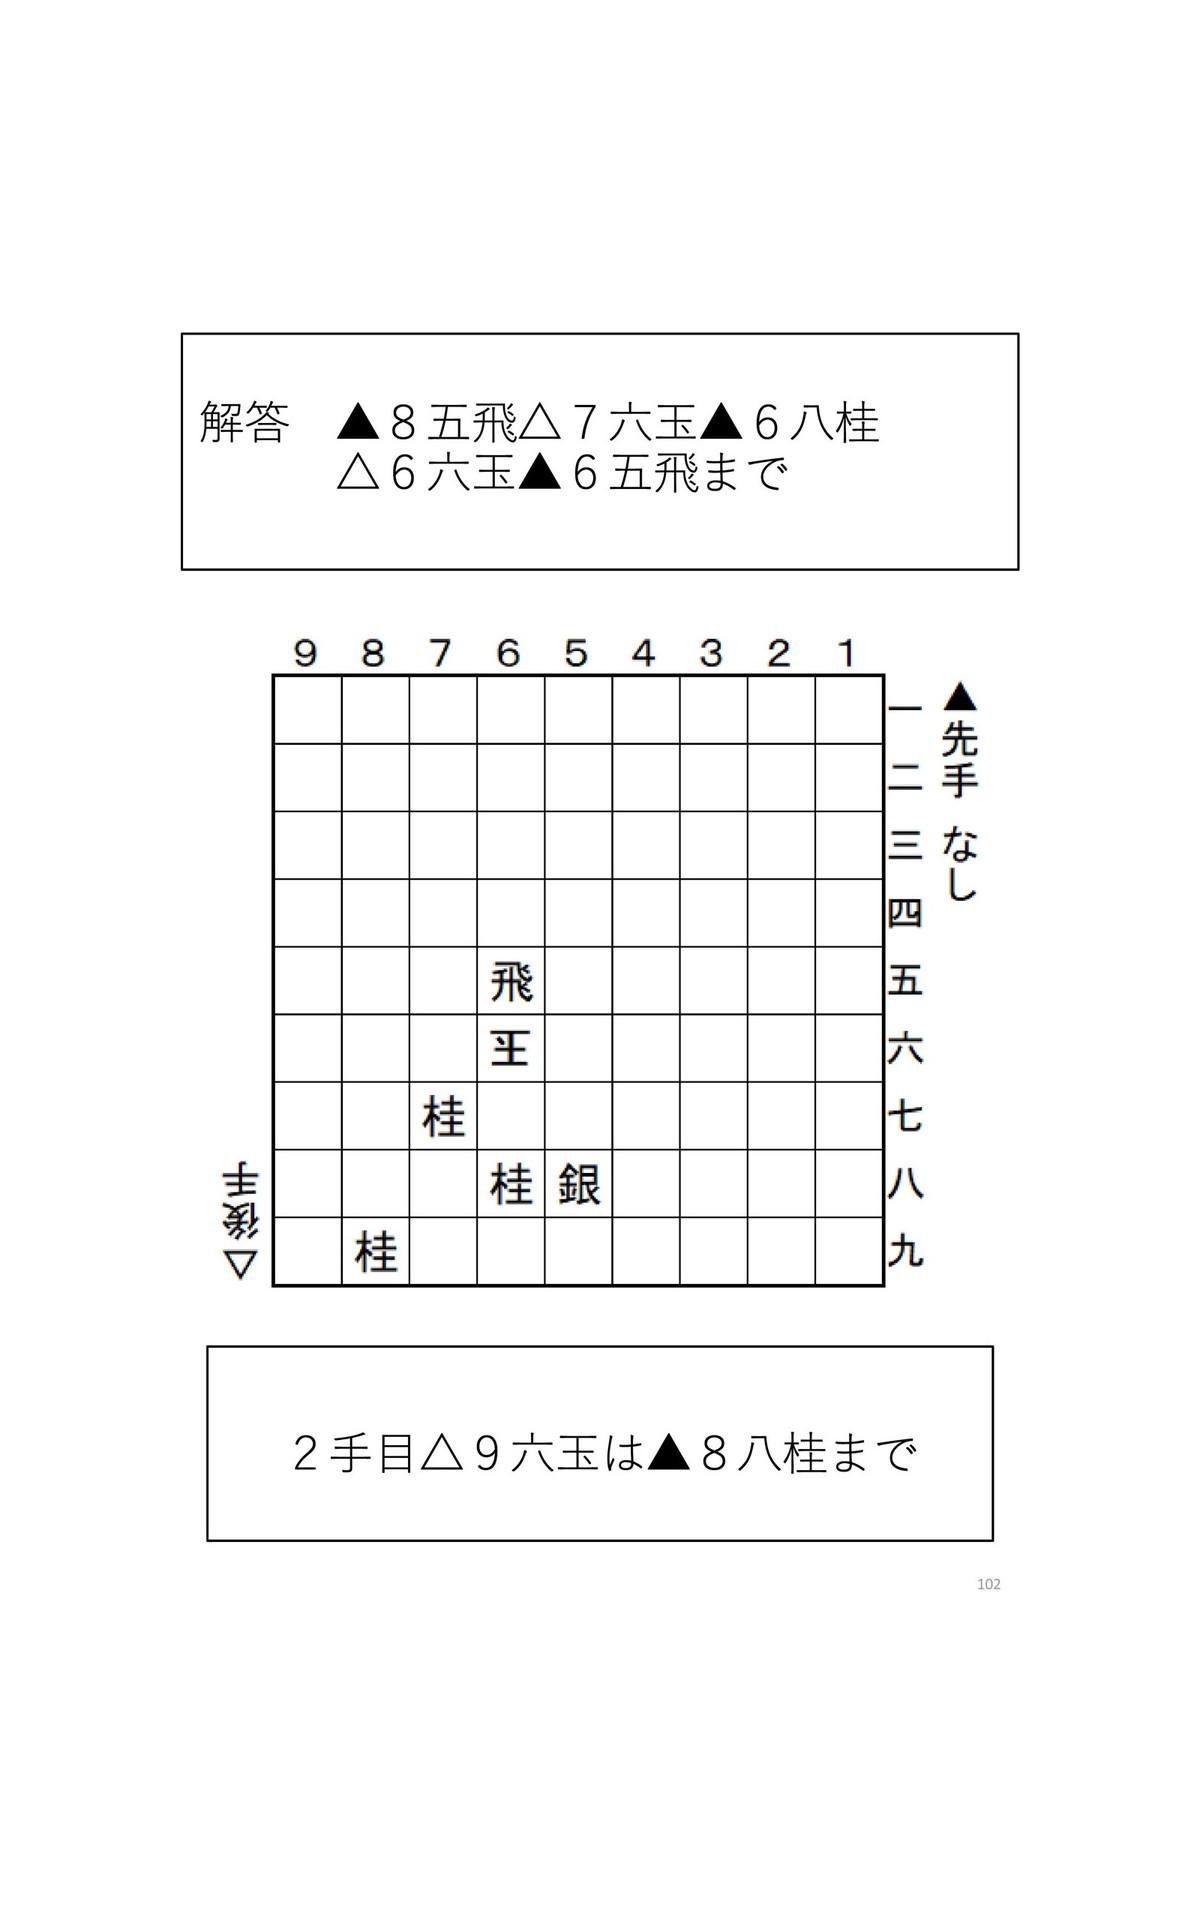 解答　▲８五飛△７六玉▲６八桂
△６六玉▲６五飛まで
9 8 7 6 5 4 3 2 1
一
二
三
四
五
六
七
八
九
▲先手 なし
飛
玉
桂
桂 銀
桂
△後手
２手目△９六玉は▲８八桂まで
102